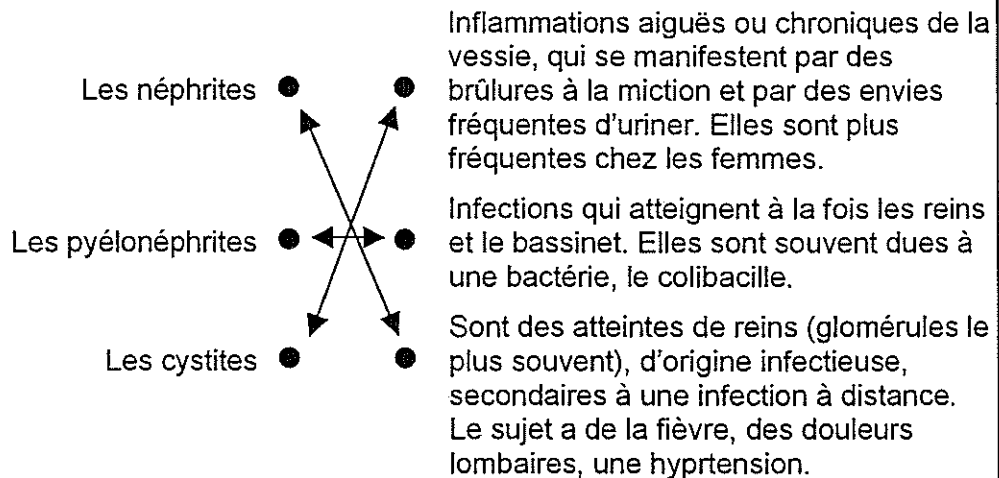 Les néphrites
Inflammations aiguës ou chroniques de la
vessie, qui se manifestent par des
brûlures à la miction et par des envies
fréquentes d'uriner. Elles sont plus
fréquentes chez les femmes.
Les pyélonéphrites
Infections qui atteignent à la fois les reins
et le bassinet. Elles sont souvent dues à
une bactérie, le colibacille.
Les cystites
Sont des atteintes de reins (glomérules le
plus souvent), d'origine infectieuse,
secondaires à une infection à distance.
Le sujet a de la fièvre, des douleurs
lombaires, une hyprtension.